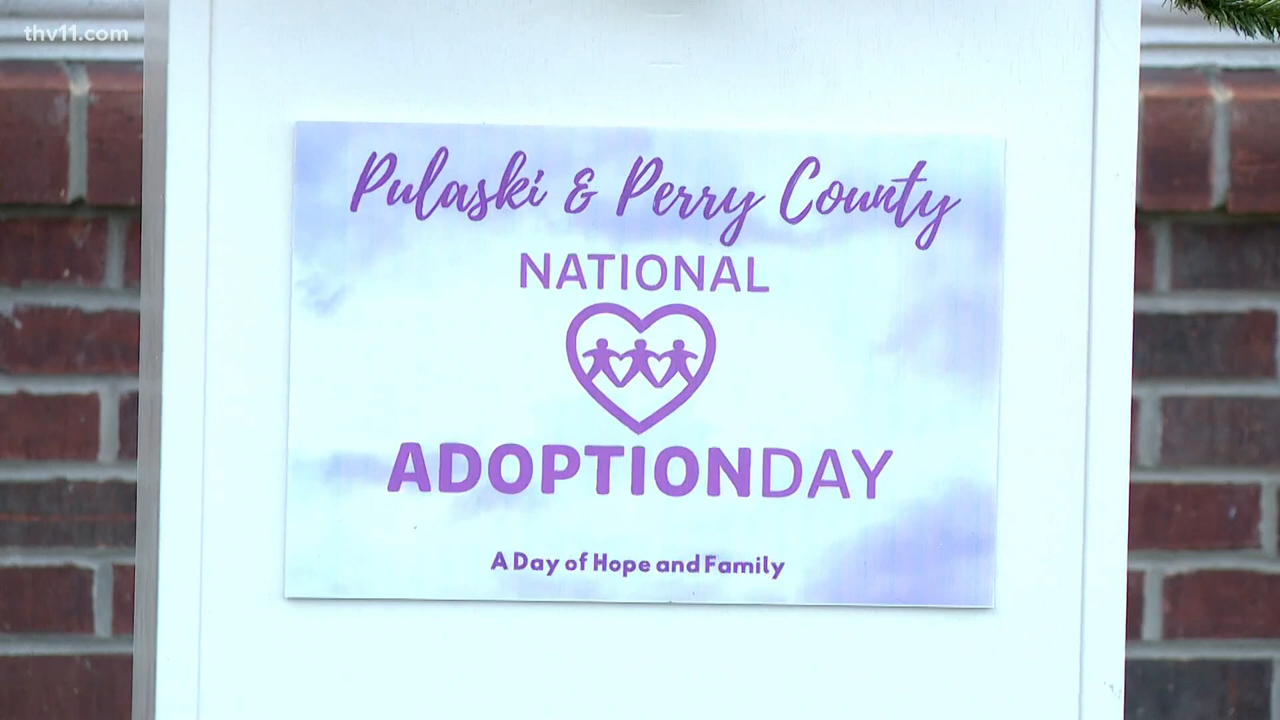 thv11.com
Pulaski & Perry County
NATIONAL
ADOPTIONDAY
A Day of Hope and Family